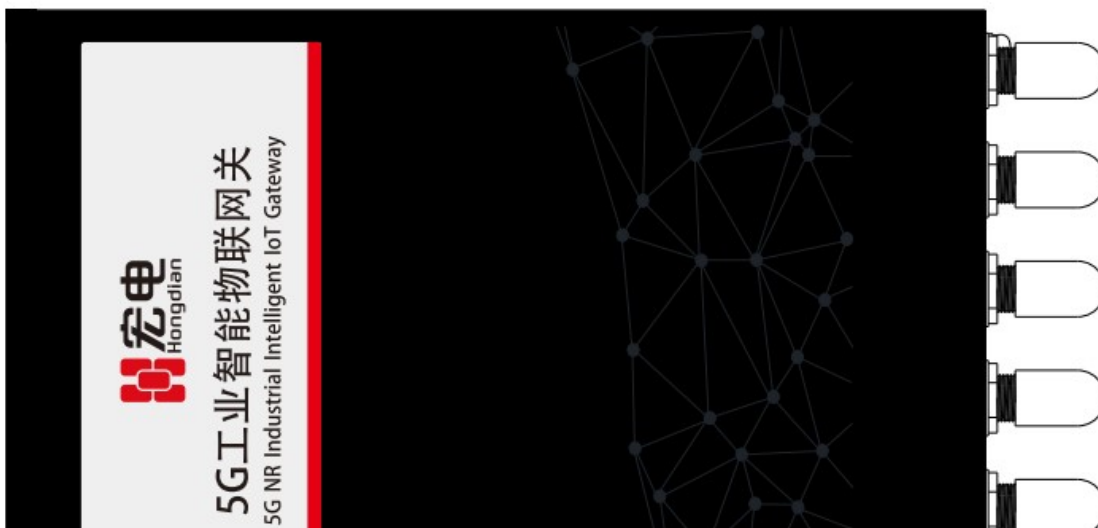 宏电
Hongdian
5G工业智能物联网关
5G NR Industrial Intelligent IoT Gateway